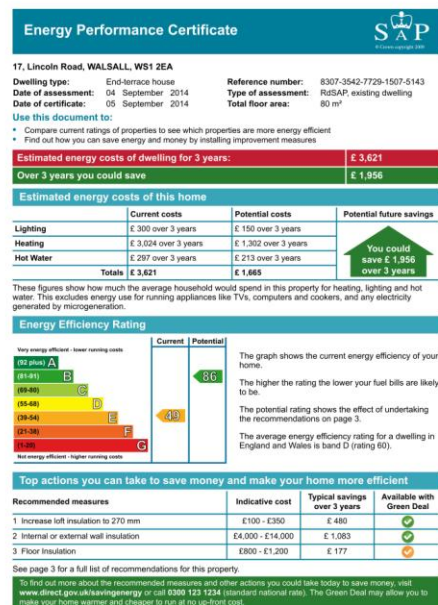 Energy Performance Certificate
SAP
© Crown copyright 2009
17, Lincoln Road, WALSALL, WS1 2EA
Dwelling type: End-terrace house Reference number: 8307-3542-7729-1507-5143
Date of assessment: 04 September 2014 Type of assessment: RdSAP, existing dwelling
Date of certificate: 05 September 2014 Total floor area: 80 m²
Use this document to:
• Compare current ratings of properties to see which properties are more energy efficient
• Find out how you can save energy and money by installing improvement measures
Estimated energy costs of dwelling for 3 years: £ 3,621
Over 3 years you could save £ 1,956
Estimated energy costs of this home
Current costs Potential costs Potential future savings
Lighting £ 300 over 3 years £ 150 over 3 years
Heating £ 3,024 over 3 years £ 1,302 over 3 years
Hot Water £ 297 over 3 years £ 213 over 3 years
Totals £ 3,621 £ 1,665
You could
save £ 1,956
over 3 years
These figures show how much the average household would spend in this property for heating, lighting and hot
water. This excludes energy use for running appliances like TVs, computers and cookers, and any electricity
generated by microgeneration.
Energy Efficiency Rating
Current Potential
Very energy efficient - lower running costs
(92 plus) A
(81-91) B
(69-80) C
(55-68) D
(39-54) E
(21-38) F
(1-20) G
Not energy efficient - higher running costs
49
86
The graph shows the current energy efficiency of your
home.
The higher the rating the lower your fuel bills are likely
to be.
The potential rating shows the effect of undertaking
the recommendations on page 3.
The average energy efficiency rating for a dwelling in
England and Wales is band D (rating 60).
Top actions you can take to save money and make your home more efficient
Recommended measures Indicative cost Typical savings over 3 years Available with Green Deal
1 Increase loft insulation to 270 mm £100 - £350 £ 480
2 Internal or external wall insulation £4,000 - £14,000 £ 1,083
3 Floor Insulation £800 - £1,200 £ 177
See page 3 for a full list of recommendations for this property.
To find out more about the recommended measures and other actions you could take today to save money, visit
www.direct.gov.uk/savingenergy or call 0300 123 1234 (standard national rate). The Green Deal may allow you to
make your home warmer and cheaper to run at no up-front cost.